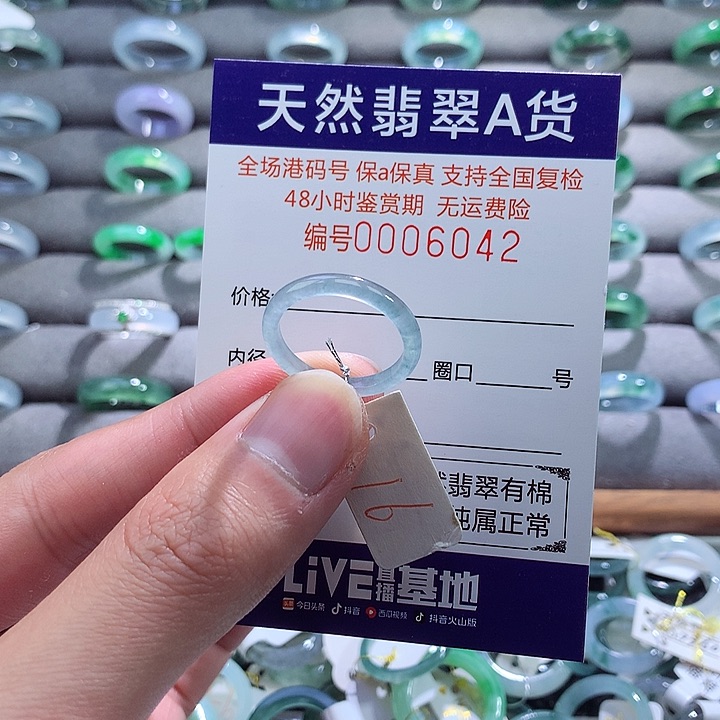 天然翡翠A货
全场港码号 保a保真 支持全国复检
48小时鉴赏期 无运费险
编号0006042
价格
内径 圈口 号
翡翠有棉
纯属正常
16
LiVE直播基地
今日头条 抖音 西瓜视频 抖音火山版